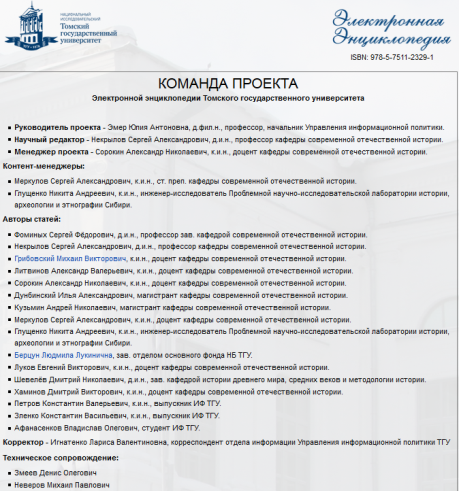 НАЦИОНАЛЬНЫЙ
ИССЛЕДОВАТЕЛЬСКИЙ
Томский
государственный
университет
Электронная
Энциклопедия
ISBN: 978-5-7511-2329-1
КОМАНДА ПРОЕКТА
Электронной энциклопедии Томского государственного университета
Руководитель проекта - Эмер Юлия Антоновна, д.фил.н., профессор, начальник Управления информационной политики.
Научный редактор - Некрылов Сергей Александрович, д.и.н., профессор кафедры современной отечественной истории.
Менеджер проекта - Сорокин Александр Николаевич, к.и.н., доцент кафедры современной отечественной истории.
Контент-менеджеры:
Меркулов Сергей Александрович, к.и.н., ст. преп. кафедры современной отечественной истории.
Глущенко Никита Андреевич, к.и.н., инженер-исследователь Проблемной научно-исследовательской лаборатории истории,
археологии и этнографии Сибири.
Авторы статей:
Фоминых Сергей Фёдорович, д.и.н., профессор зав. кафедрой современной отечественной истории.
Некрылов Сергей Александрович, д.и.н., профессор кафедры современной отечественной истории.
Грибовский Михаил Викторович, к.и.н., доцент кафедры современной отечественной истории.
Литвинов Александр Валерьевич, к.и.н., доцент кафедры современной отечественной истории.
Сорокин Александр Николаевич, к.и.н., доцент кафедры современной отечественной истории.
Дунбинский Илья Александрович, магистрант кафедры современной отечественной истории.
Кузьмин Андрей Николаевич, магистрант кафедры современной отечественной истории.
Меркулов Сергей Александрович, к.и.н., доцент кафедры современной отечественной истории.
Глущенко Никита Андреевич, к.и.н., инженер-исследователь Проблемной научно-исследовательской лаборатории истории,
археологии и этнографии Сибири.
Берцун Людмила Лукинична, зав. отделом основного фонда НБ ТГУ.
Луков Евгений Викторович, к.и.н., доцент кафедры современной отечественной истории.
Шевелёв Дмитрий Николаевич, д.и.н., зав. кафедрой истории древнего мира, средних веков и методологии истории.
Хаминов Дмитрий Викторович, к.и.н., доцент кафедры современной отечественной истории.
Петров Константин Валерьевич, к.и.н., выпускник ИФ ТГУ.
Зленко Константин Васильевич, к.и.н., выпускник ИФ ТГУ.
Афанасенков Владислав Олегович, студент ИФ ТГУ.
Корректор - Игнатенко Лариса Валентиновна, корреспондент отдела информации Управления информационной политики ТГУ
Техническое сопровождение:
Змеев Денис Олегович
Неверов Михаил Павлович